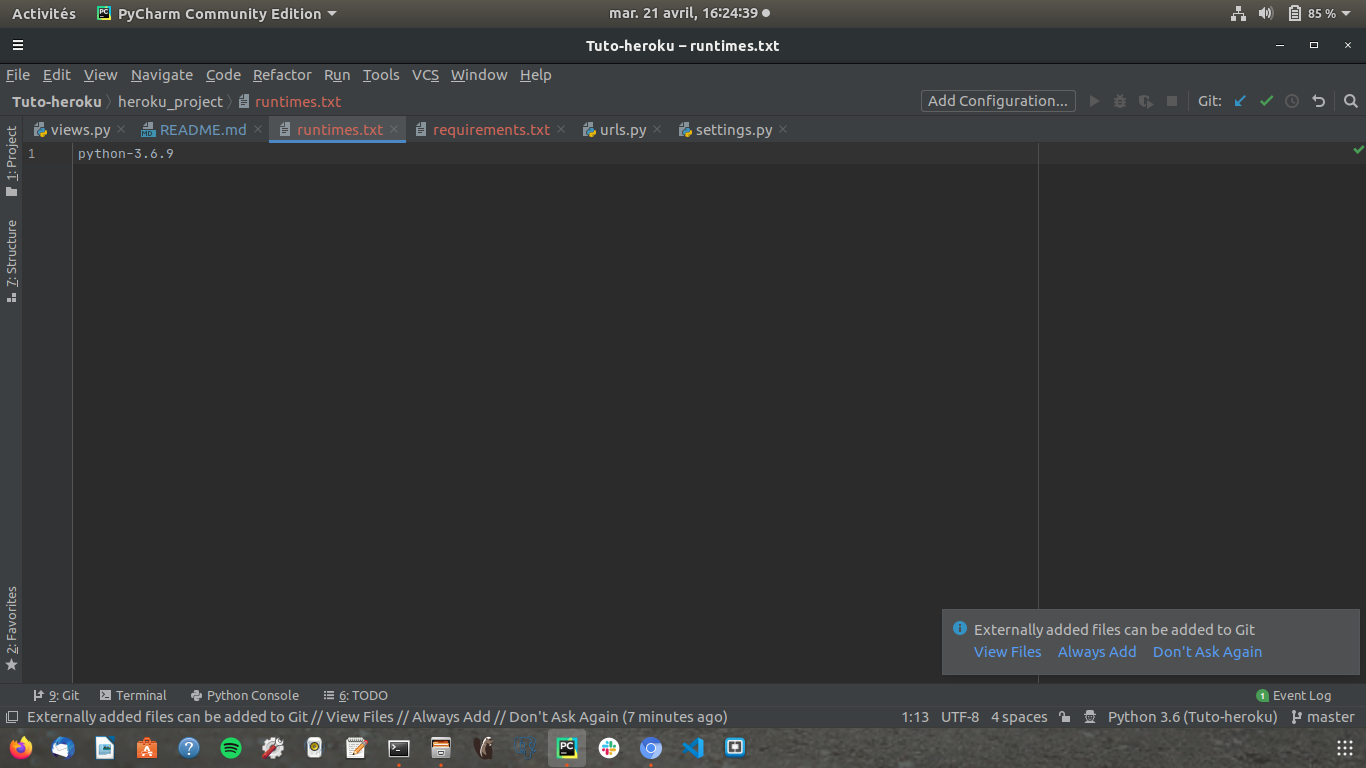 Activités PyCharm Community Edition mar. 21 avril, 16:24:39 85 %
Tuto-heroku – runtimes.txt
File Edit View Navigate Code Refactor Run Tools VCS Window Help
Tuto-heroku heroku_project runtimes.txt Add Configuration... Git:
views.py README.md runtimes.txt requirements.txt urls.py settings.py
1 python-3.6.9
1: Project
7: Structure
2: Favorites
Externally added files can be added to Git
View Files Always Add Don't Ask Again
9: Git Terminal Python Console 6: TODO 1 Event Log
Externally added files can be added to Git // View Files // Always Add // Don't Ask Again (7 minutes ago) 1:13 UTF-8 4 spaces Python 3.6 (Tuto-heroku) master